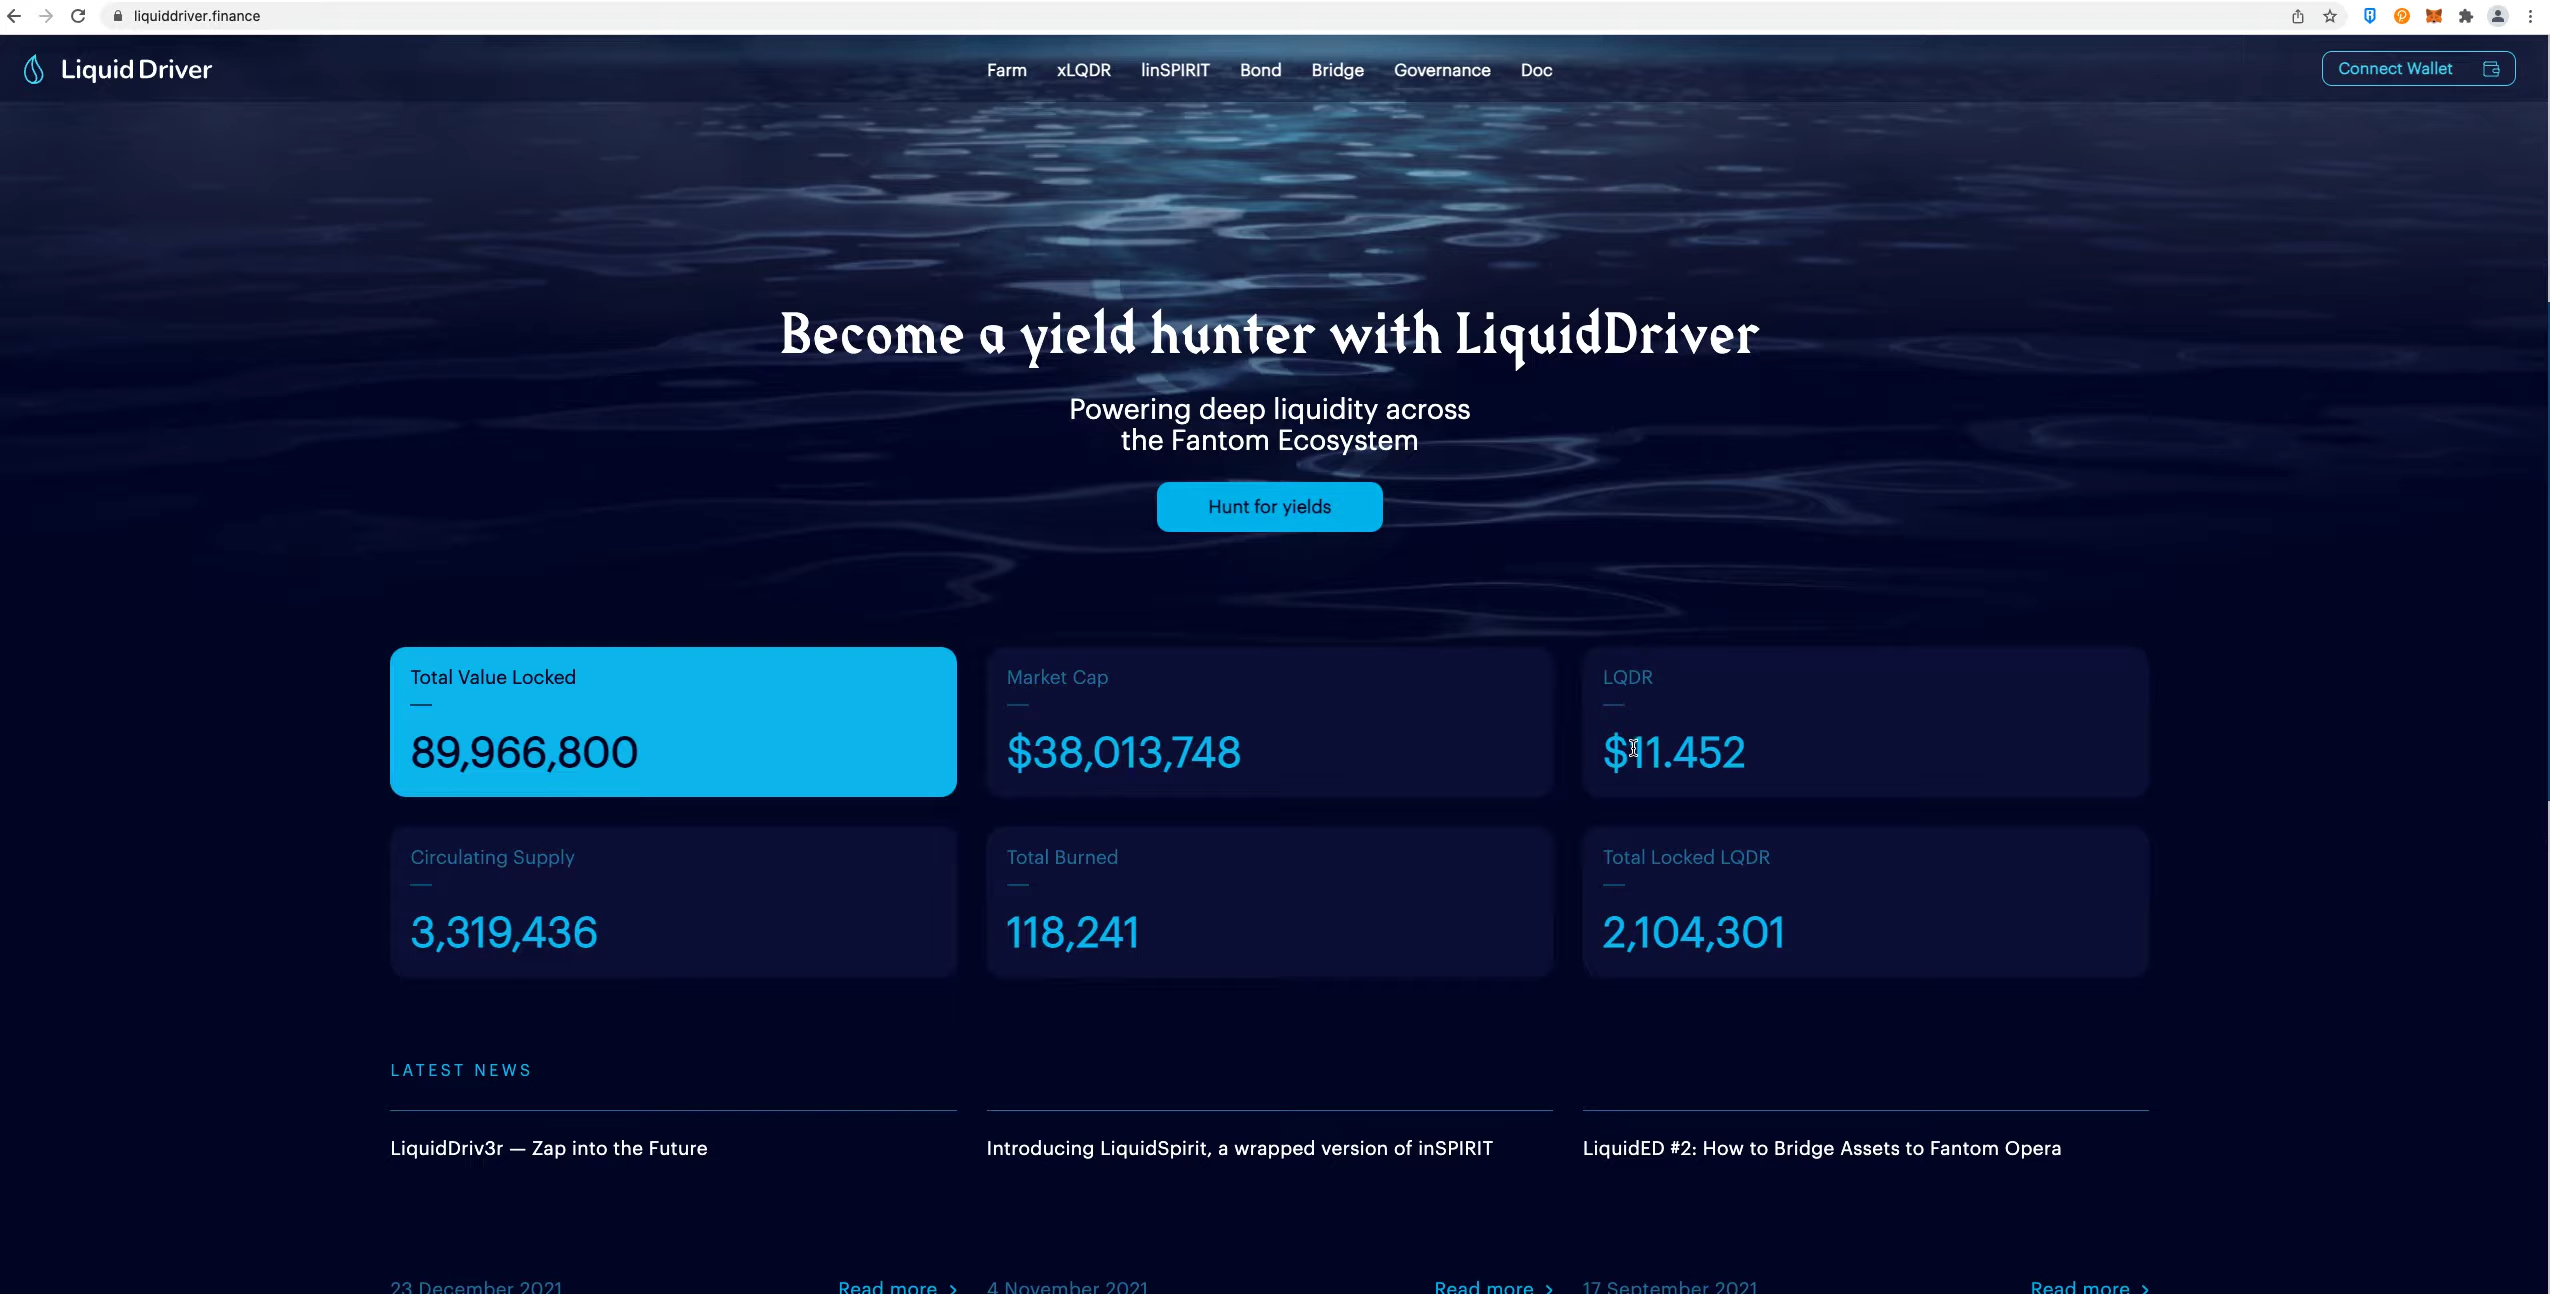 liquiddriver.finance
Liquid Driver
Farm xLQDR linSPIRIT Bond Bridge Governance Doc
Connect Wallet
Become a yield hunter with LiquidDriver
Powering deep liquidity across
the Fantom Ecosystem
Hunt for yields
Total Value Locked
89,966,800
Market Cap
$38,013,748
LQDR
$11.452
Circulating Supply
3,319,436
Total Burned
118,241
Total Locked LQDR
2,104,301
LATEST NEWS
LiquidDriv3r — Zap into the Future
Introducing LiquidSpirit, a wrapped version of inSPIRIT
LiquidED #2: How to Bridge Assets to Fantom Opera
23 December 2021 Read more
4 November 2021 Read more
17 September 2021 Read more